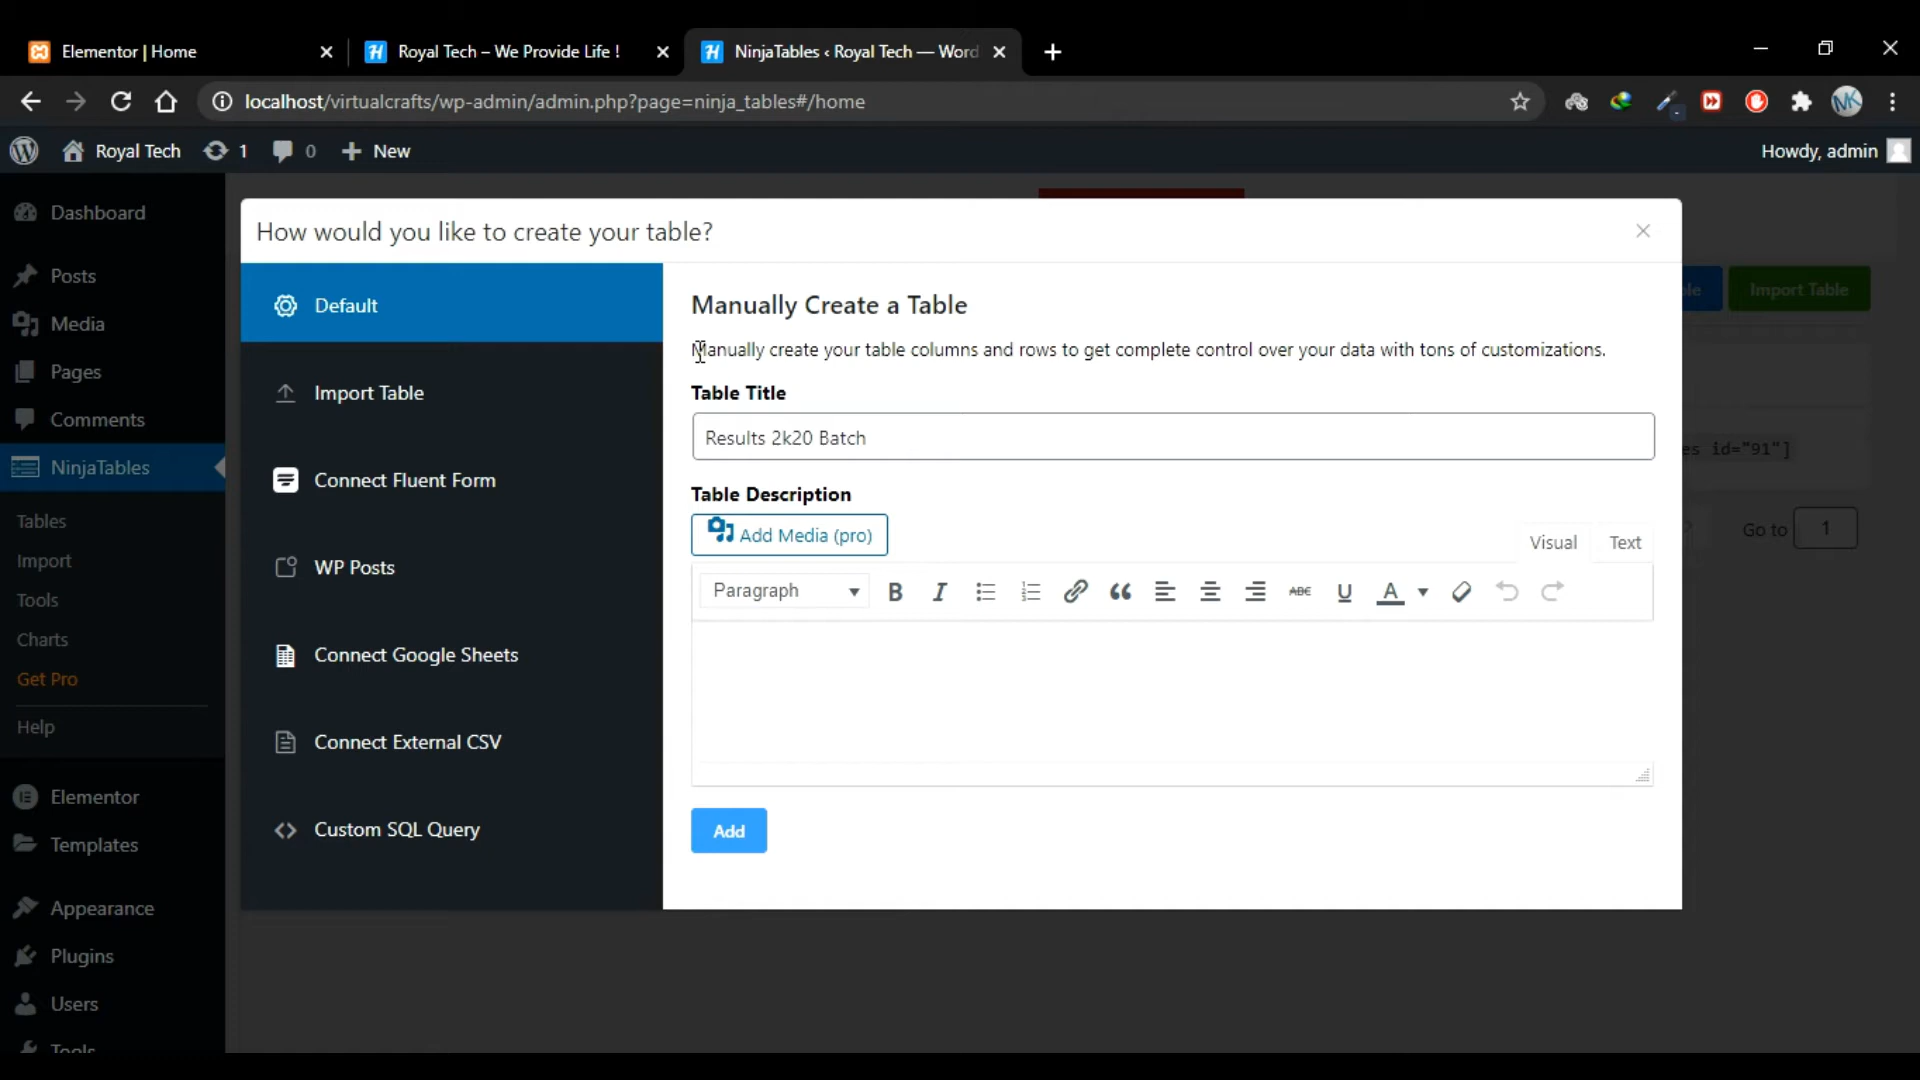 Elementor | Home
Royal Tech – We Provide Life !
NinjaTables ‹ Royal Tech — Word
localhost/virtualcrafts/wp-admin/admin.php?page=ninja_tables#/home
Royal Tech
1
0
New
Howdy, admin
Dashboard
Posts
Media
Pages
Comments
NinjaTables
Tables
Import
Tools
Charts
Get Pro
Help
Elementor
Templates
Appearance
Plugins
Users
Tools
How would you like to create your table?
Default
Import Table
Connect Fluent Form
WP Posts
Connect Google Sheets
Connect External CSV
Custom SQL Query
Manually Create a Table
Manually create your table columns and rows to get complete control over your data with tons of customizations.
Table Title
Results 2k20 Batch
Table Description
Add Media (pro)
Visual
Text
Paragraph
B I ABC U A
Add
Import Table
es id="91"]
Go to 1